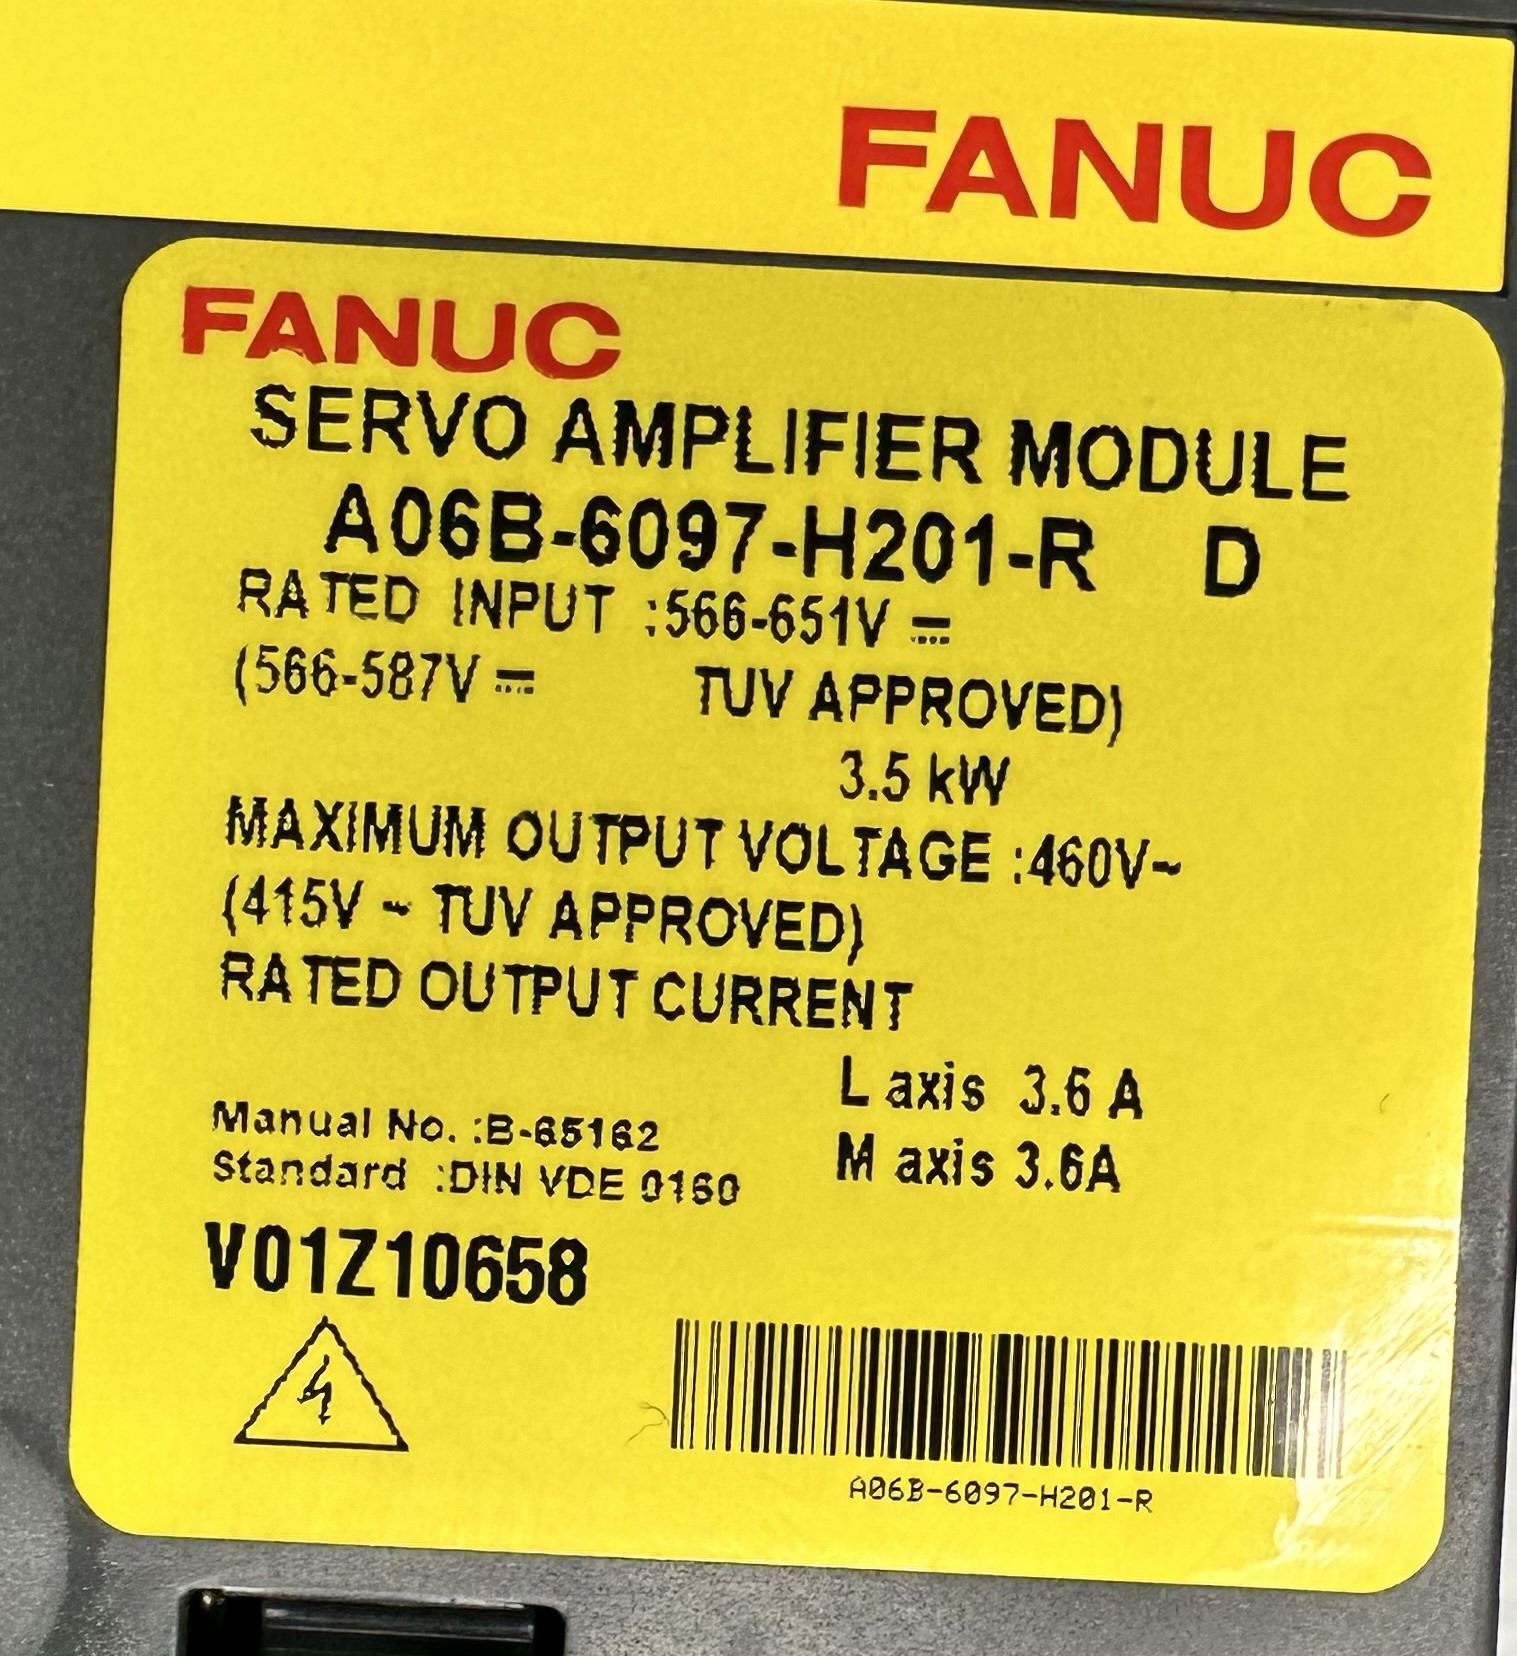 FANUC
FANUC
SERVO AMPLIFIER MODULE
A06B-6097-H201-R D
RATED INPUT :566-651V ⎓
(566-587V ⎓ TUV APPROVED)
3.5 kW
MAXIMUM OUTPUT VOLTAGE :460V~
(415V ~ TUV APPROVED)
RATED OUTPUT CURRENT
L axis 3.6 A
M axis 3.6A
Manual No. :B-65162
Standard :DIN VDE 0160
V01Z10658
A06B-6097-H201-R